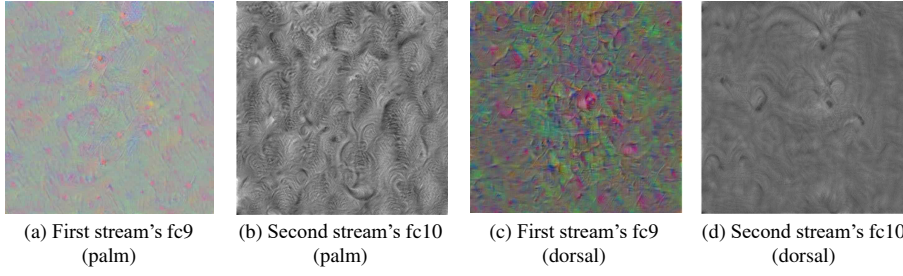 (a) First stream's fc9
(palm)
(b) Second stream's fc10
(palm)
(c) First stream's fc9
(dorsal)
(d) Second stream's fc10
(dorsal)